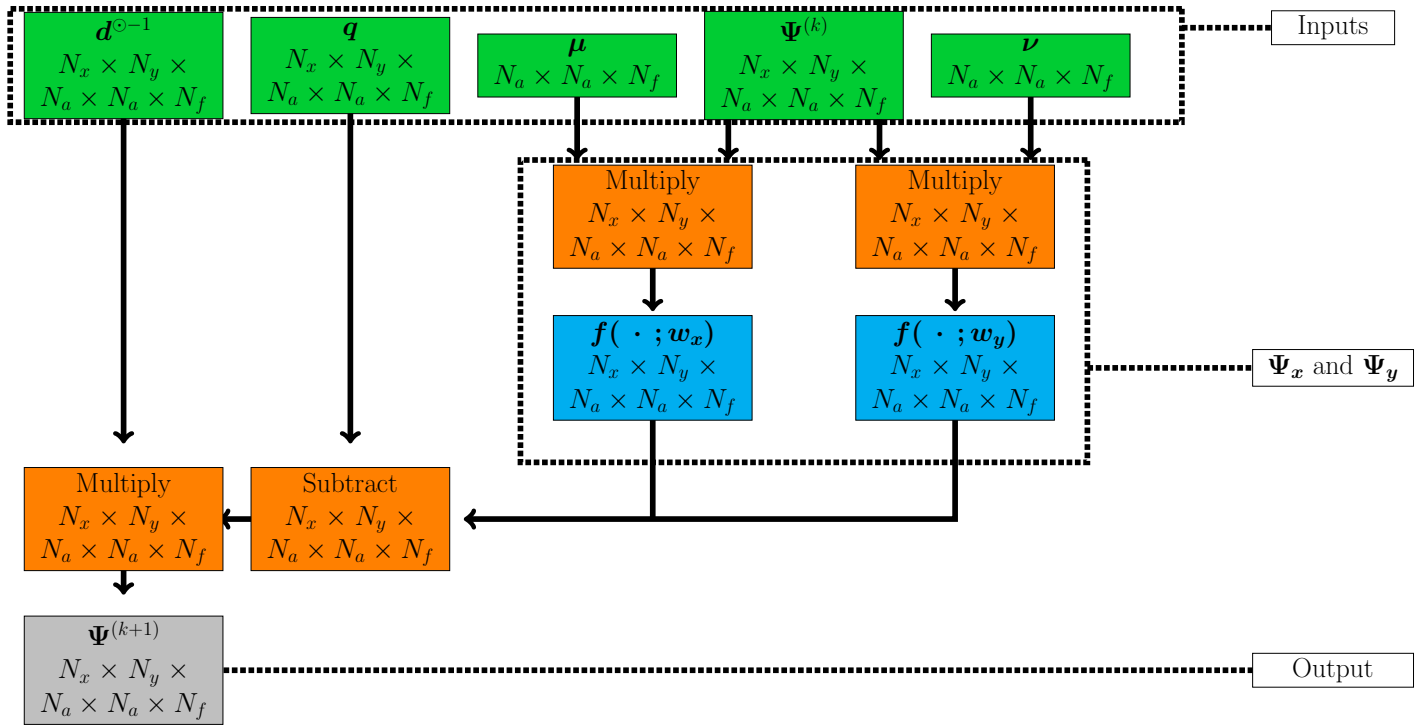 d^{⊙−1}
N_x × N_y ×
N_a × N_a × N_f
q
N_x × N_y ×
N_a × N_a × N_f
μ
N_a × N_a × N_f
Ψ^{(k)}
N_x × N_y ×
N_a × N_a × N_f
ν
N_a × N_a × N_f
Inputs
Multiply
N_x × N_y ×
N_a × N_a × N_f
Multiply
N_x × N_y ×
N_a × N_a × N_f
f( · ; w_x)
N_x × N_y ×
N_a × N_a × N_f
f( · ; w_y)
N_x × N_y ×
N_a × N_a × N_f
Ψ_x and Ψ_y
Multiply
N_x × N_y ×
N_a × N_a × N_f
Subtract
N_x × N_y ×
N_a × N_a × N_f
Ψ^{(k+1)}
N_x × N_y ×
N_a × N_a × N_f
Output